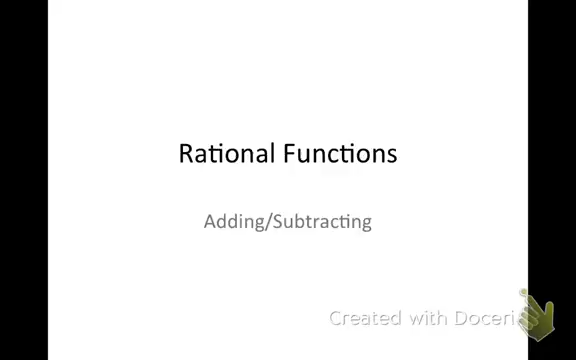 Rational Functions
Adding/Subtracting
Created with Doceri